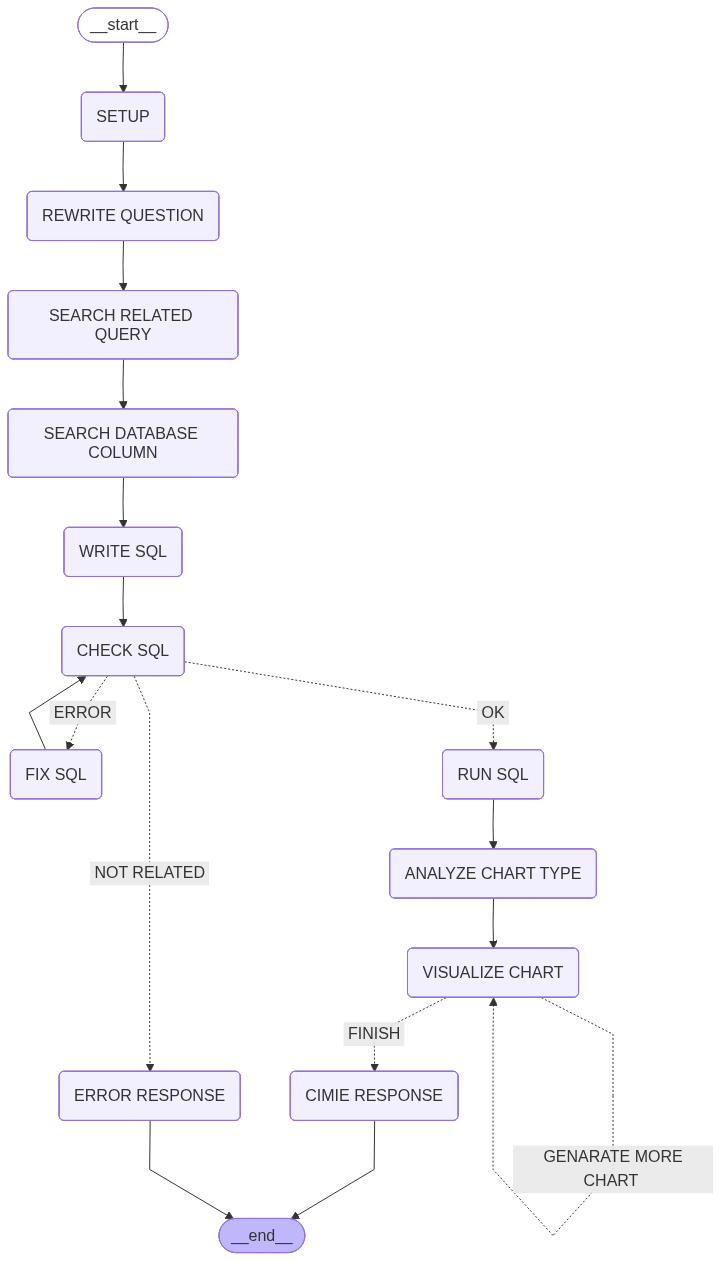 __start__
SETUP
REWRITE QUESTION
SEARCH RELATED
QUERY
SEARCH DATABASE
COLUMN
WRITE SQL
CHECK SQL
ERROR
OK
FIX SQL
RUN SQL
NOT RELATED
ANALYZE CHART TYPE
VISUALIZE CHART
FINISH
ERROR RESPONSE
CIMIE RESPONSE
GENARATE MORE
CHART
__end__